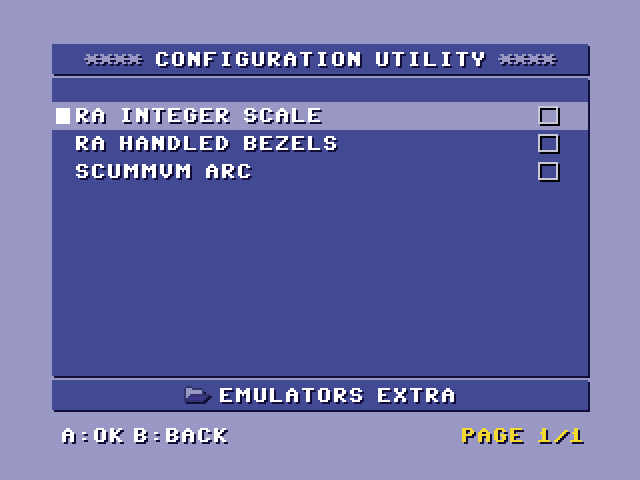 **** CONFIGURATION UTILITY ****
RA INTEGER SCALE
RA HANDLED BEZELS
SCUMMVM ARC
EMULATORS EXTRA
A:OK B:BACK PAGE 1/1